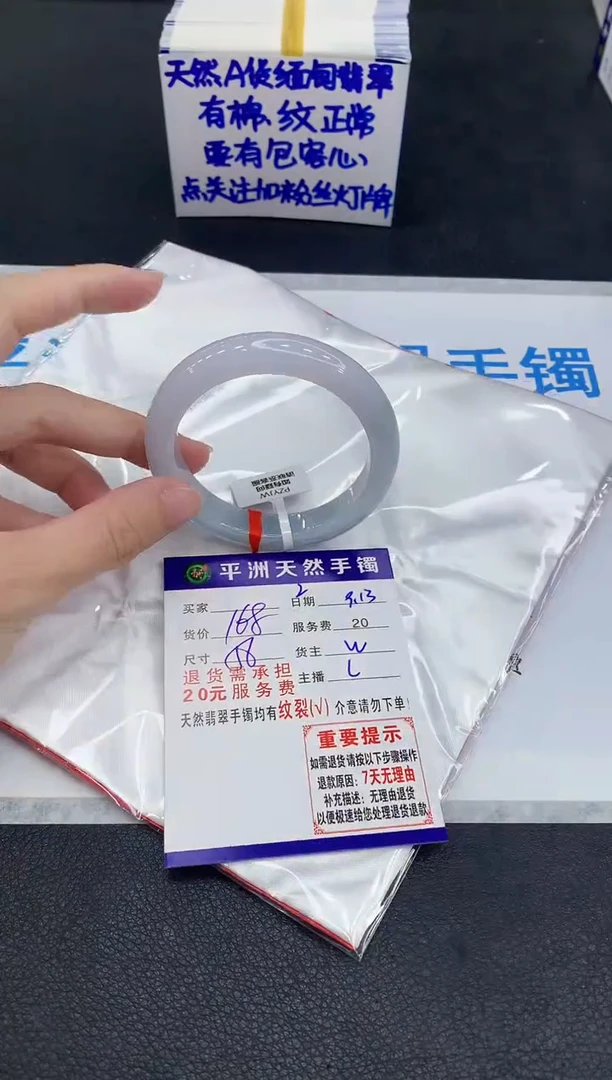 天然A货缅甸翡翠
有棉、纹正常
要有包容心
点关注加粉丝灯牌
手镯
PZYJW
平洲天然手镯
买家 2 日期 9.13
货价 168 服务费 20
尺寸 58 货主 W
退货需承担 主播 L
20元服务费
天然翡翠手镯均有纹裂(√) 介意请勿下单!
重要提示
如需退货请按以下步骤操作
退款原因：7天无理由
补充描述：无理由退货
以便极速给您处理退货退款